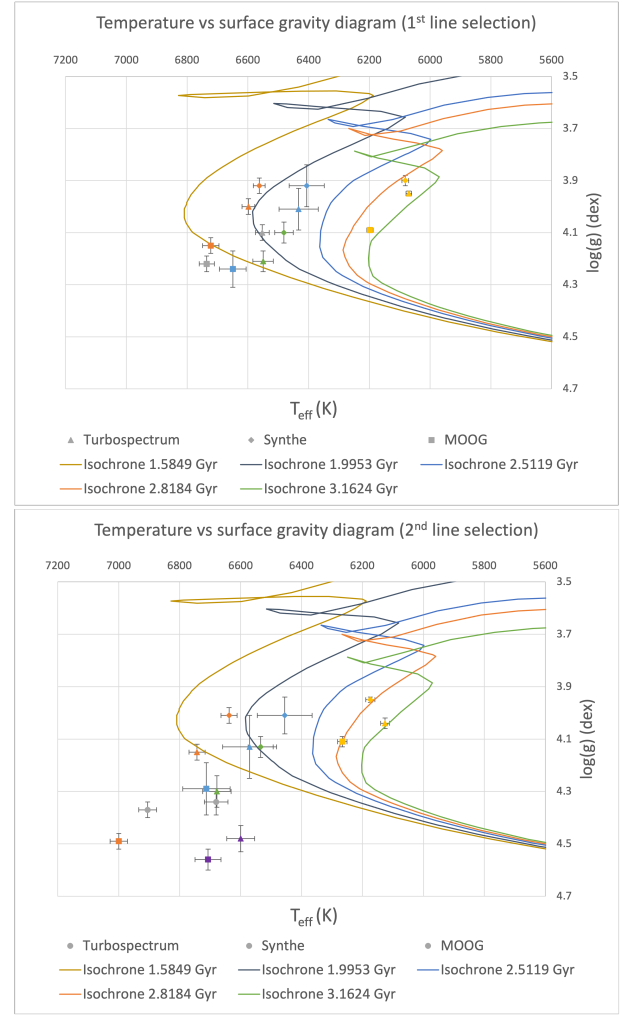 Temperature vs surface gravity diagram (1st line selection)
7200 7000 6800 6600 6400 6200 6000 5800 5600
3.5
3.7
3.9
4.1
4.3
4.5
4.7
log(g) (dex)
Teff (K)
Turbospectrum Synthe MOOG
Isochrone 1.5849 Gyr Isochrone 1.9953 Gyr Isochrone 2.5119 Gyr
Isochrone 2.8184 Gyr Isochrone 3.1624 Gyr
Temperature vs surface gravity diagram (2nd line selection)
7200 7000 6800 6600 6400 6200 6000 5800 5600
3.5
3.7
3.9
4.1
4.3
4.5
4.7
log(g) (dex)
Teff (K)
Turbospectrum Synthe MOOG
Isochrone 1.5849 Gyr Isochrone 1.9953 Gyr Isochrone 2.5119 Gyr
Isochrone 2.8184 Gyr Isochrone 3.1624 Gyr